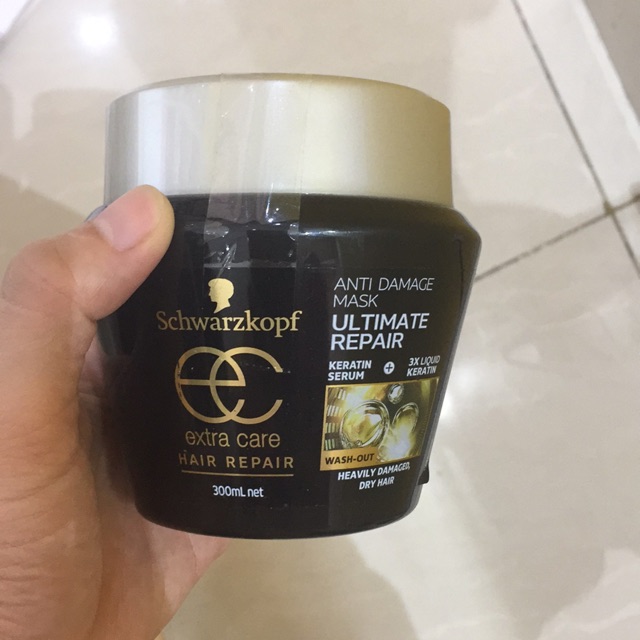 Schwarzkopf
ec
extra care
HAIR REPAIR
300mL net
ANTI DAMAGE
MASK
ULTIMATE
REPAIR
KERATIN
SERUM
+
3X LIQUID
KERATIN
WASH-OUT
HEAVILY DAMAGED,
DRY HAIR